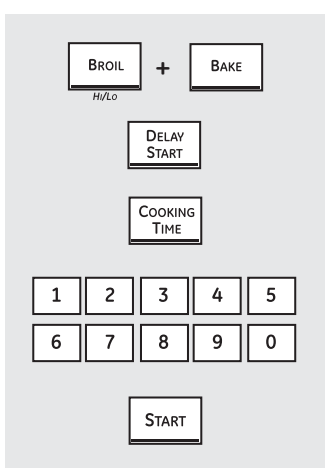 BROIL + BAKE
HI/LO
DELAY
START
COOKING
TIME
1 2 3 4 5
6 7 8 9 0
START